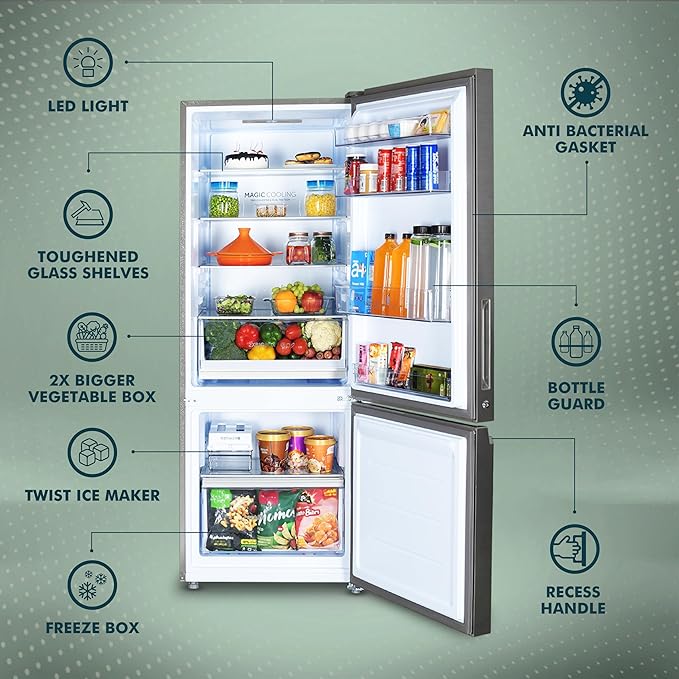 LED LIGHT
TOUGHENED
GLASS SHELVES
2X BIGGER
VEGETABLE BOX
TWIST ICE MAKER
FREEZE BOX
MAGIC COOLING
ANTI BACTERIAL
GASKET
BOTTLE
GUARD
RECESS
HANDLE